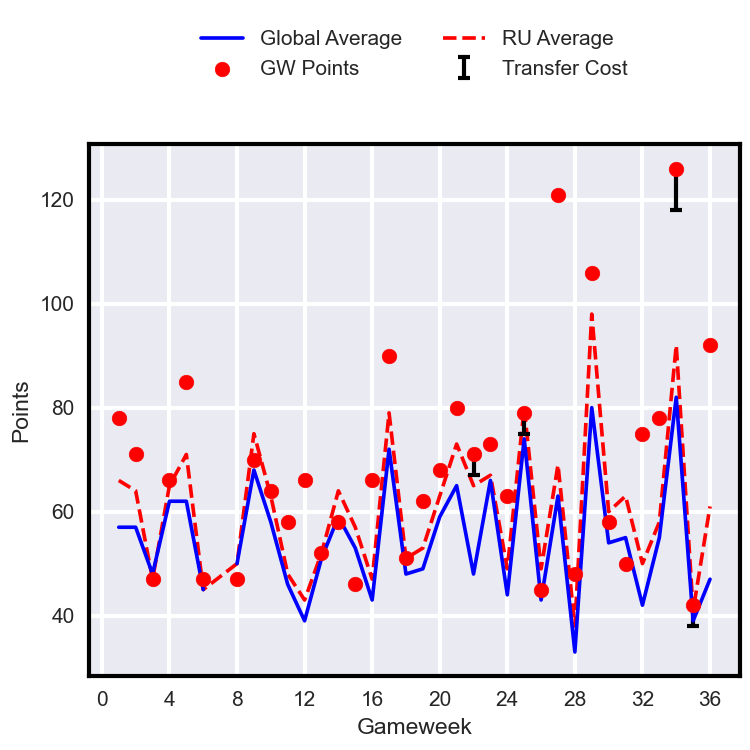 Global Average RU Average
GW Points Transfer Cost
120
100
80
60
40
Points
0 4 8 12 16 20 24 28 32 36
Gameweek